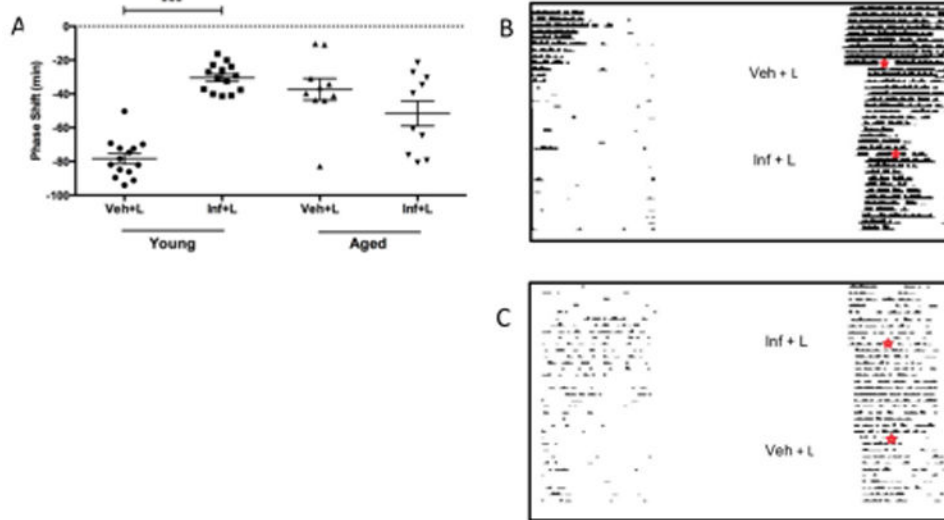 A
0
-20
-40
-60
-80
-100
Phase Shift (min)
Veh+L
Inf+L
Veh+L
Inf+L
Young
Aged
B
Veh + L
Inf + L
C
Inf + L
Veh + L